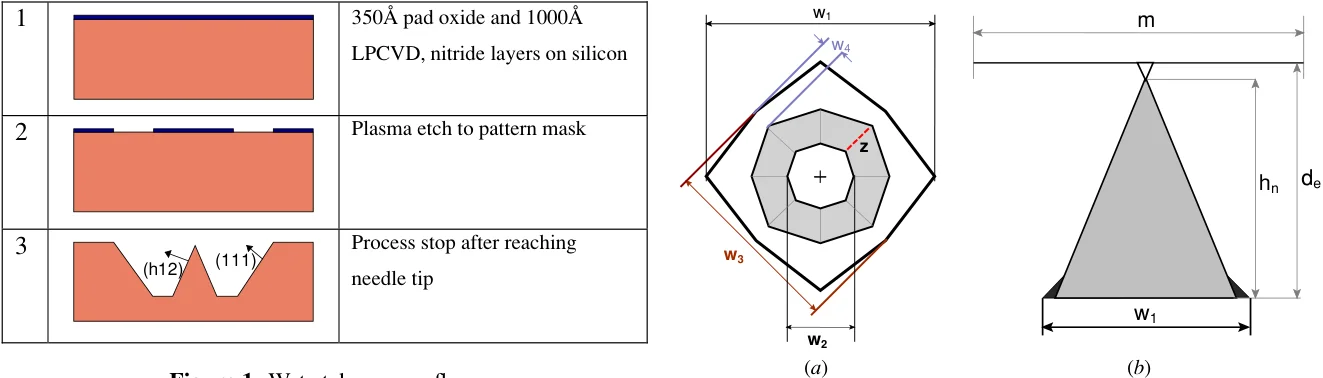 1
350Å pad oxide and 1000Å
LPCVD, nitride layers on silicon
2
Plasma etch to pattern mask
3
(h12)
(111)
Process stop after reaching
needle tip
w1
w4
z
w3
w2
(a)
m
hn
de
w1
(b)